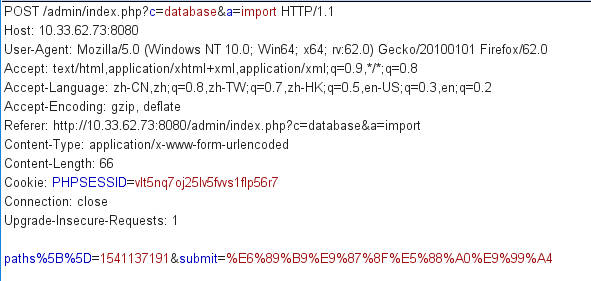 POST /admin/index.php?c=database&a=import HTTP/1.1
Host: 10.33.62.73:8080
User-Agent: Mozilla/5.0 (Windows NT 10.0; Win64; x64; rv:62.0) Gecko/20100101 Firefox/62.0
Accept: text/html,application/xhtml+xml,application/xml;q=0.9,*/*;q=0.8
Accept-Language: zh-CN,zh;q=0.8,zh-TW;q=0.7,zh-HK;q=0.5,en-US;q=0.3,en;q=0.2
Accept-Encoding: gzip, deflate
Referer: http://10.33.62.73:8080/admin/index.php?c=database&a=import
Content-Type: application/x-www-form-urlencoded
Content-Length: 66
Cookie: PHPSESSID=vlt5nq7oj25lv5fvvs1flp56r7
Connection: close
Upgrade-Insecure-Requests: 1
paths%5B%5D=1541137191&submit=%E6%89%B9%E9%87%8F%E5%88%A0%E9%99%A4